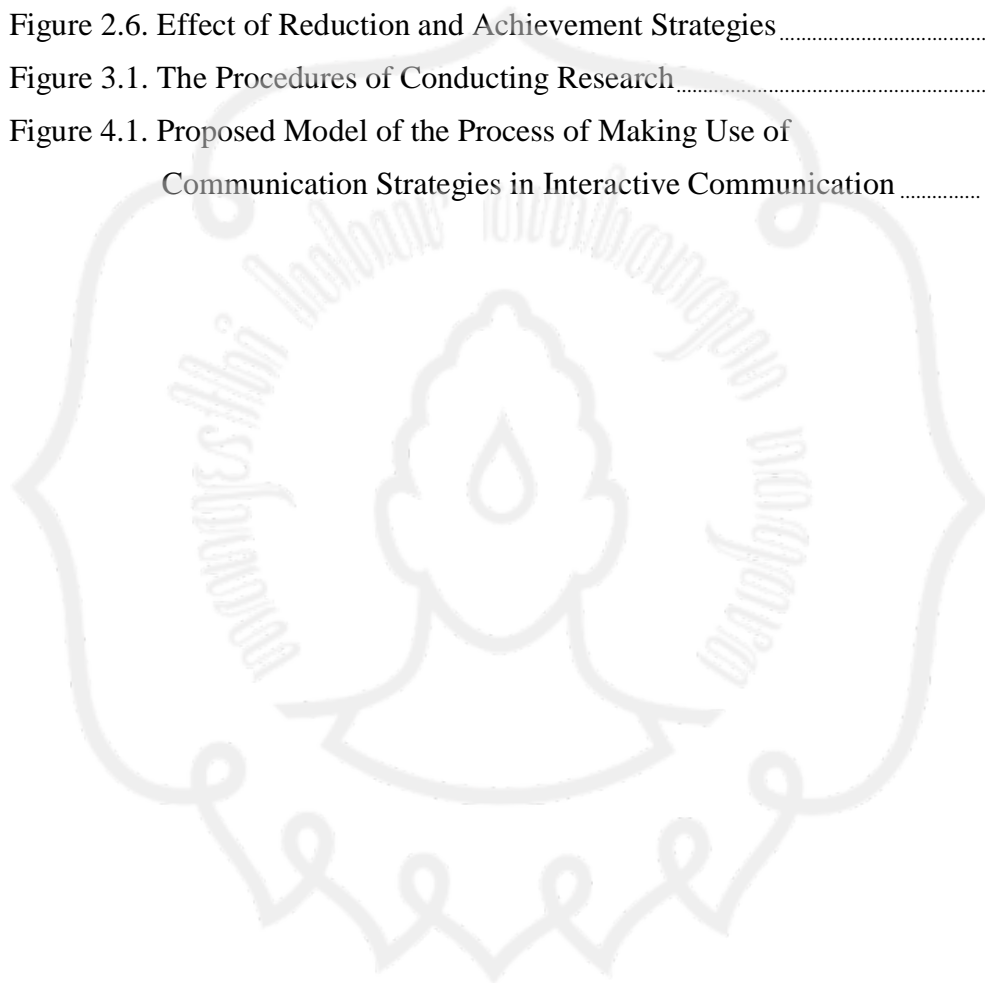 Figure 2.6. Effect of Reduction and Achievement Strategies
Figure 3.1. The Procedures of Conducting Research
Figure 4.1. Proposed Model of the Process of Making Use of
Communication Strategies in Interactive Communication